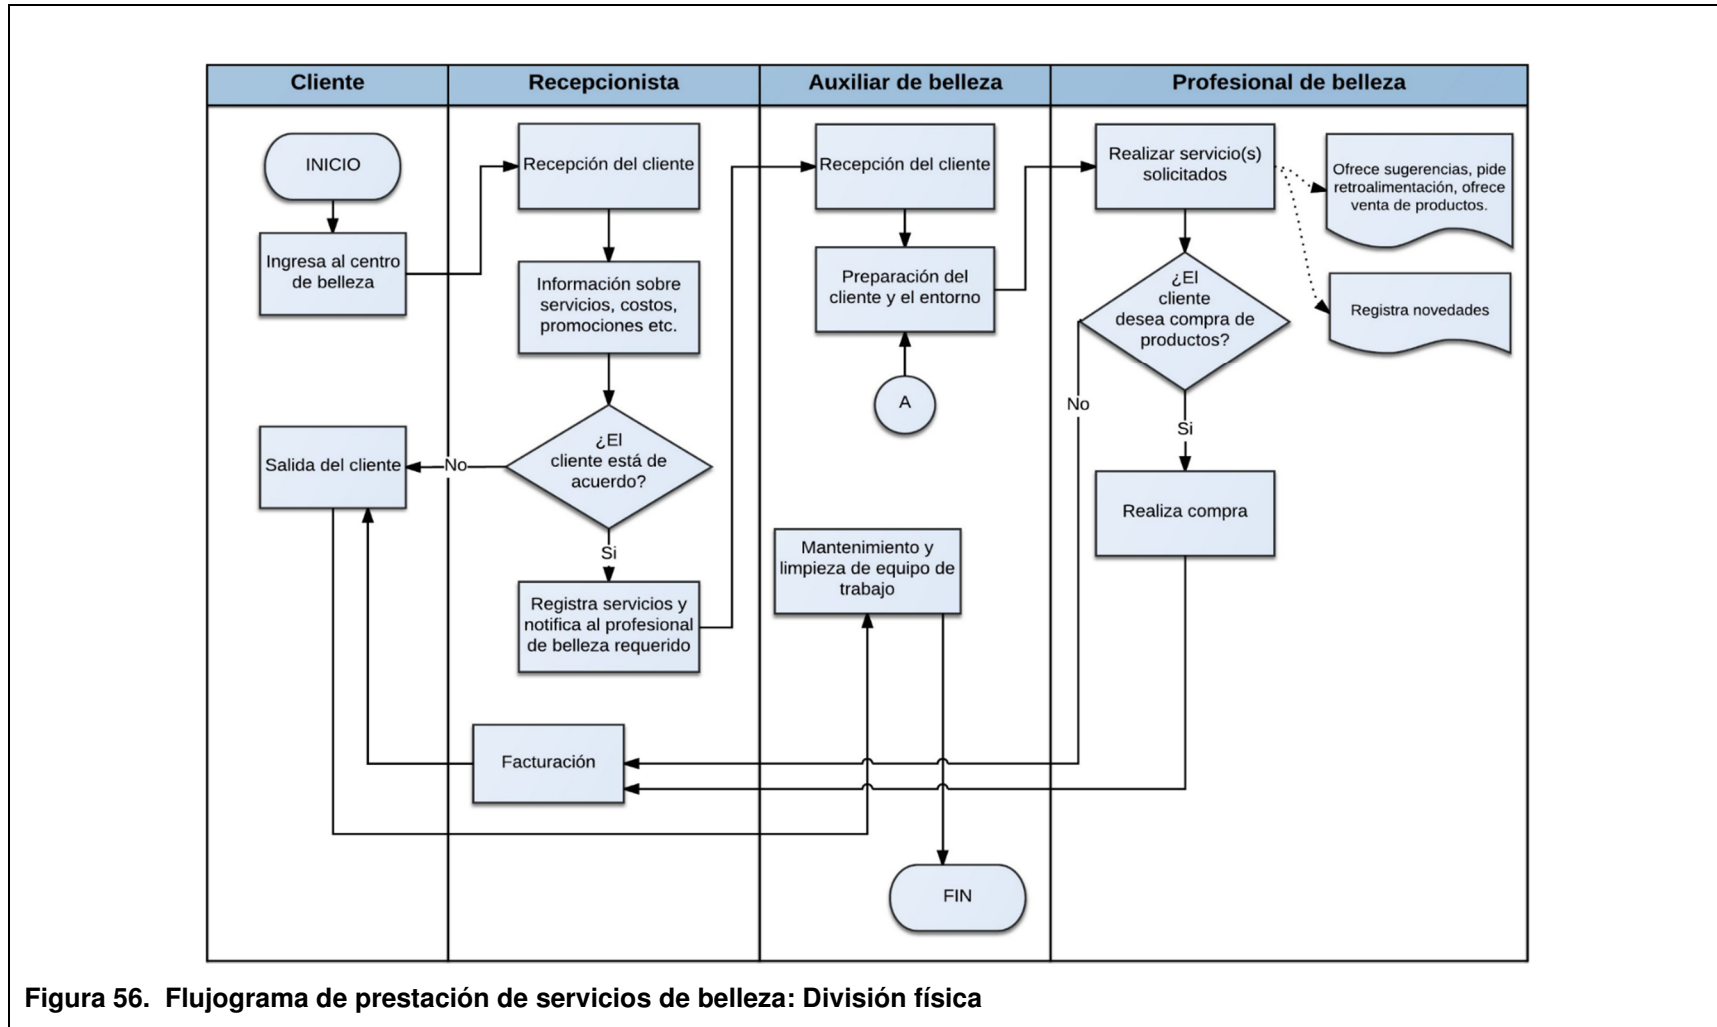 Cliente
Recepcionista
Auxiliar de belleza
Profesional de belleza
INICIO
Ingresa al centro
de belleza
Salida del cliente
Recepción del cliente
Información sobre
servicios, costos,
promociones etc.
¿El
cliente está de
acuerdo?
No
Si
Registra servicios y
notifica al profesional
de belleza requerido
Facturación
Recepción del cliente
Preparación del
cliente y el entorno
A
Mantenimiento y
limpieza de equipo de
trabajo
FIN
Realizar servicio(s)
solicitados
Ofrece sugerencias, pide
retroalimentación, ofrece
venta de productos.
Registra novedades
¿El
cliente
desea compra de
productos?
No
Si
Realiza compra
Figura 56.  Flujograma de prestación de servicios de belleza: División física